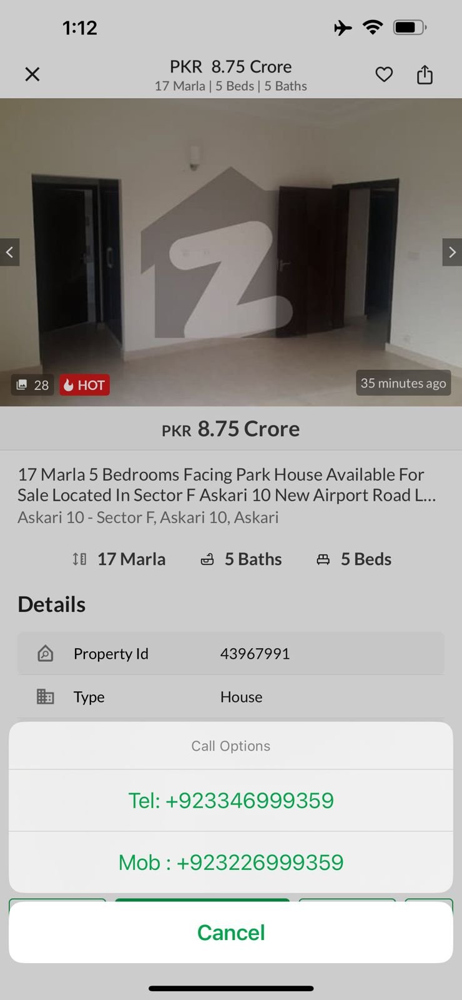 1:12
PKR 8.75 Crore
17 Marla | 5 Beds | 5 Baths
28
HOT
35 minutes ago
PKR 8.75 Crore
17 Marla 5 Bedrooms Facing Park House Available For
Sale Located In Sector F Askari 10 New Airport Road L...
Askari 10 - Sector F, Askari 10, Askari
17 Marla
5 Baths
5 Beds
Details
Property Id 43967991
Type House
Call Options
Tel: +923346999359
Mob : +923226999359
Cancel